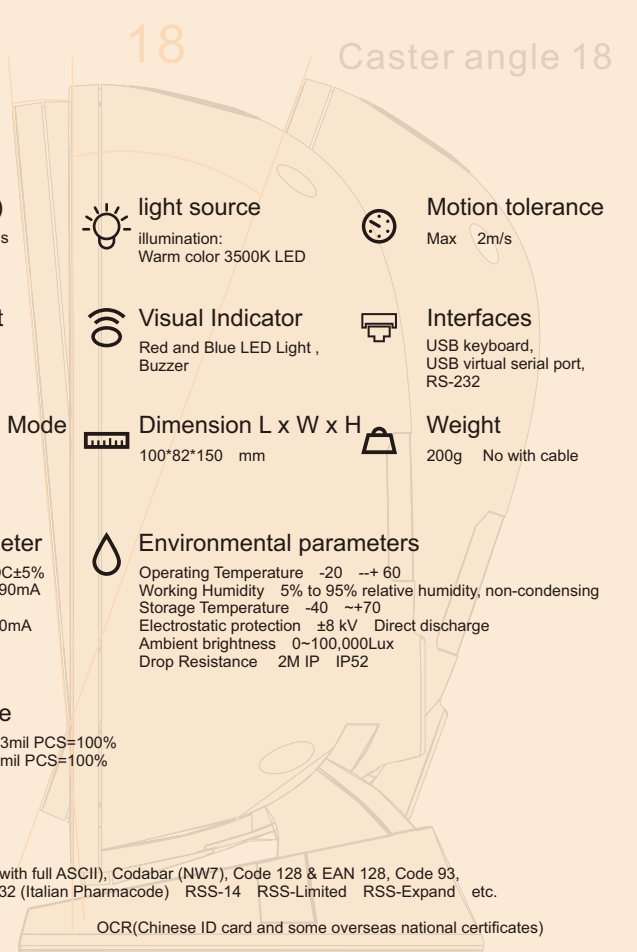 18
Caster angle 18
)
light source
Motion tolerance
s
illumination:
Warm color 3500K LED
Max 2m/s
t
Visual Indicator
Interfaces
Red and Blue LED Light ,
Buzzer
USB keyboard,
USB virtual serial port,
RS-232
Mode
Dimension L x W x H
Weight
100*82*150 mm
200g No with cable
eter
Environmental parameters
C±5%
90mA
0mA
Operating Temperature -20 --+ 60
Working Humidity 5% to 95% relative humidity, non-condensing
Storage Temperature -40 ~+70
Electrostatic protection ±8 kV Direct discharge
Ambient brightness 0~100,000Lux
Drop Resistance 2M IP IP52
e
3mil PCS=100%
mil PCS=100%
with full ASCII), Codabar (NW7), Code 128 & EAN 128, Code 93,
32 (Italian Pharmacode) RSS-14 RSS-Limited RSS-Expand etc.
OCR(Chinese ID card and some overseas national certificates)